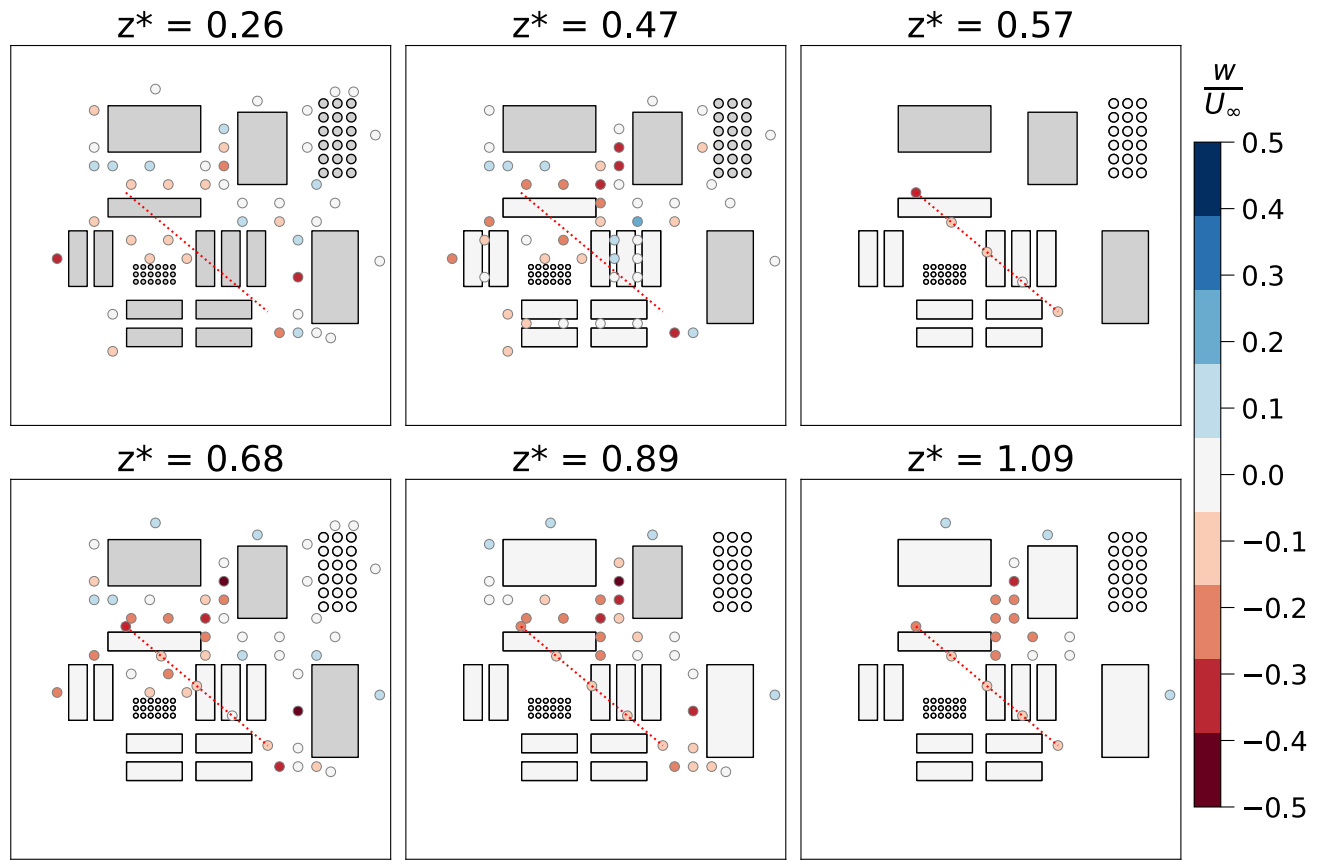 z* = 0.26
z* = 0.47
z* = 0.57
w
U∞
0.5
0.4
0.3
0.2
0.1
0.0
−0.1
−0.2
−0.3
−0.4
−0.5
z* = 0.68
z* = 0.89
z* = 1.09